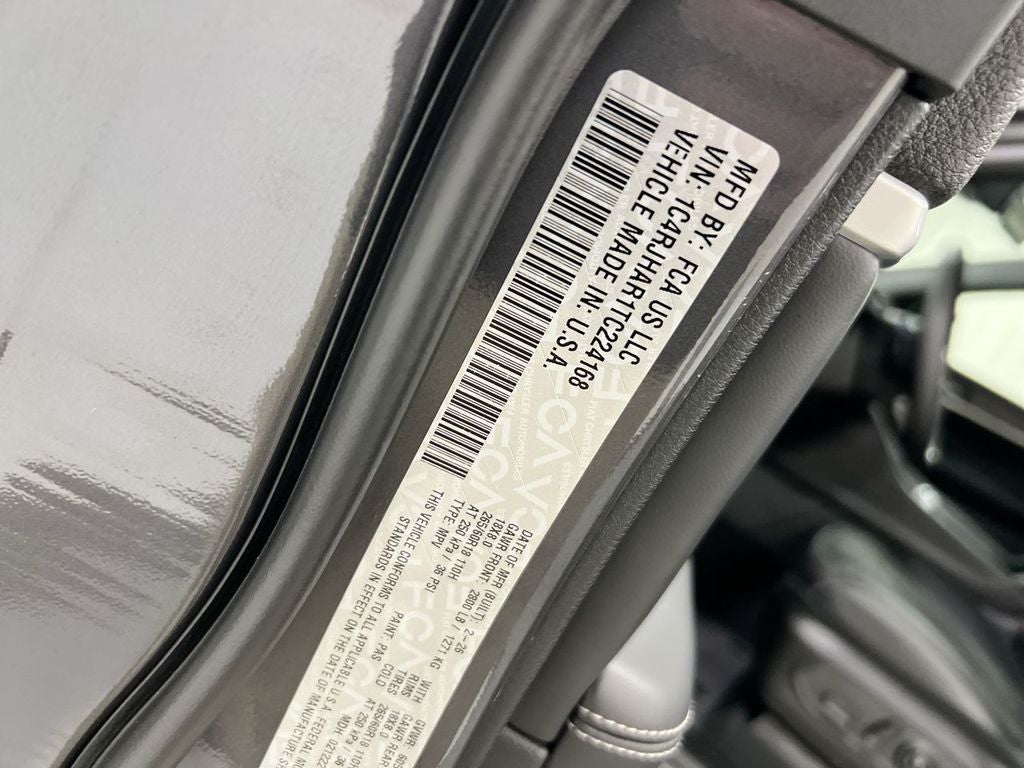 MFD BY: FCA US LLC
VIN: 1C4RJHAR1TC224168
VEHICLE MADE IN: U.S.A.
DATE OF MFR (BUILT): 2-26 GVWR:
GAWR FRONT: 2800 LB / 1271 KG WITH GAWR REAR
18X8.0 RIMS 18X8.0
265/60R18 110H TIRES 265/60R18 110H
AT 250 kPa / 36 PSI COLD AT 250 kPa / 36
TYPE: MPV PAINT: PAS MDH
THIS VEHICLE CONFORMS TO ALL APPLICABLE U.S.A. FEDERAL
STANDARDS IN EFFECT ON THE DATE OF MANUFACTURE